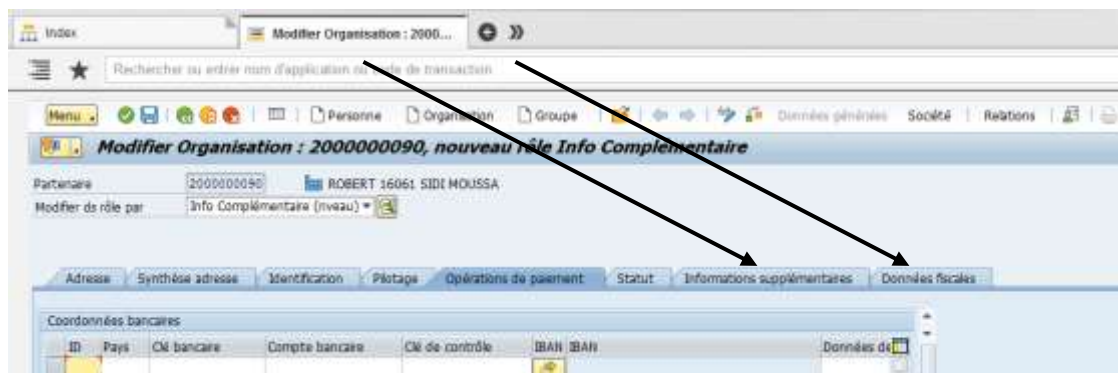 Index
Modifier Organisation : 2000...
Rechercher ou entrer nom d'application ou code de transaction
Menu
Personne Organisation Groupe Données générales Société Relations
Modifier Organisation : 2000000090, nouveau rôle Info Complémentaire
Partenaire 2000000090 ROBERT 16061 SIDI MOUSSA
Modifier ds rôle par Info Complémentaire (nveau)
Adresse Synthèse adresse Identification Pilotage Opérations de paiement Statut Informations supplémentaires Données fiscales
Coordonnées bancaires
ID Pays Clé bancaire Compte bancaire Clé de contrôle IBAN IBAN Données de